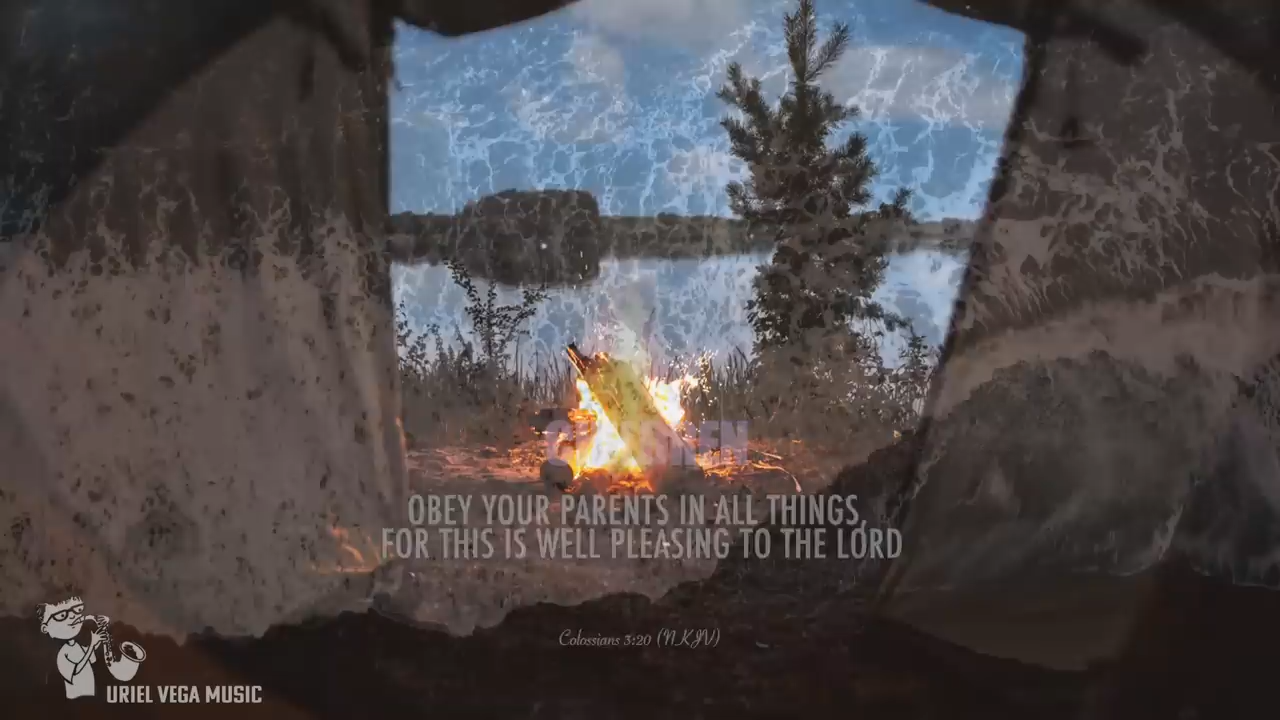 CHILDREN
OBEY YOUR PARENTS IN ALL THINGS,
FOR THIS IS WELL PLEASING TO THE LORD
Colossians 3:20 (NKJV)
URIEL VEGA MUSIC